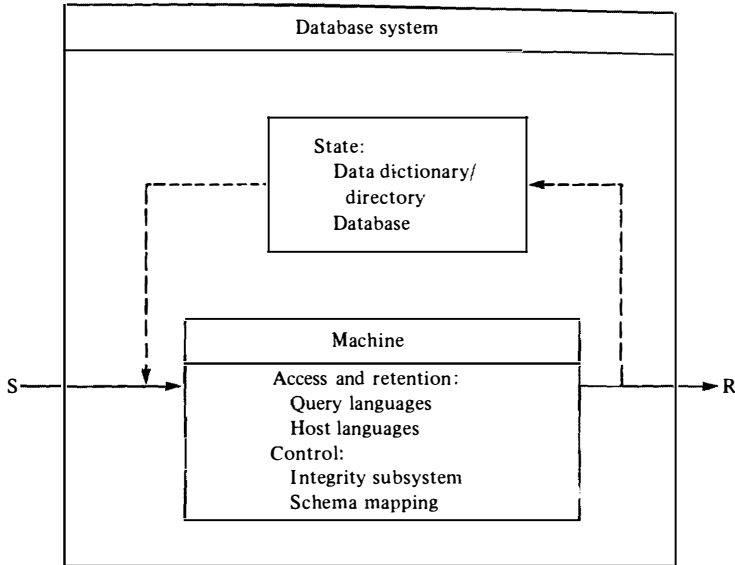 Database system
State:
Data dictionary/
directory
Database
Machine
S
R
Access and retention:
Query languages
Host languages
Control:
Integrity subsystem
Schema mapping